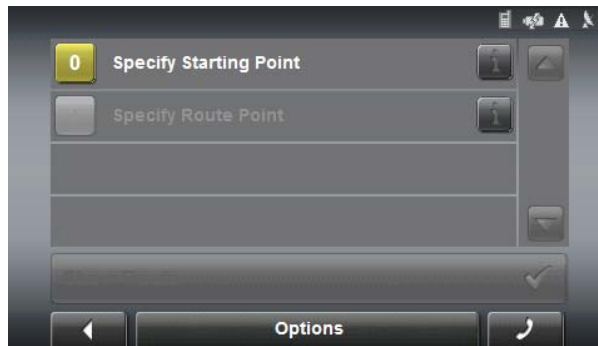 0 Specify Starting Point i
Specify Route Point i
Options